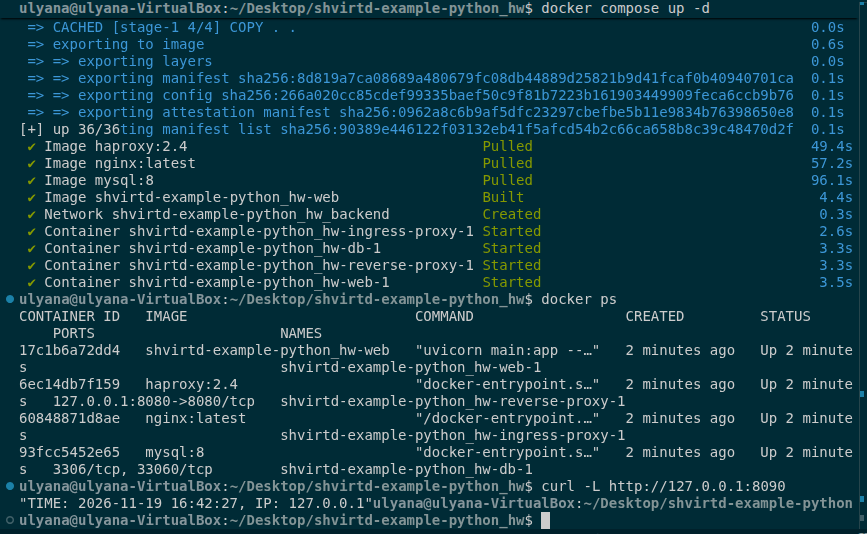 ulyana@ulyana-VirtualBox:~/Desktop/shvirtd-example-python_hw$ docker compose up -d
=> CACHED [stage-1 4/4] COPY . . 0.0s
=> exporting to image 0.6s
=> => exporting layers 0.0s
=> => exporting manifest sha256:8d819a7ca08689a480679fc08db44889d25821b9d41fcaf0b40940701ca 0.1s
=> => exporting config sha256:266a020cc85cdef99335baef50c9f81b7223b161903449909feca6ccb9b76 0.1s
=> => exporting attestation manifest sha256:0962a8c6b9af5dfc23297cbefbe5b11e9834b76398650e8 0.1s
[+] up 36/36ting manifest list sha256:90389e446122f03132eb41f5afcd54b2c66ca658b8c39c48470d2f 0.1s
✔ Image haproxy:2.4 Pulled 49.4s
✔ Image nginx:latest Pulled 57.2s
✔ Image mysql:8 Pulled 96.1s
✔ Image shvirtd-example-python_hw-web Built 4.4s
✔ Network shvirtd-example-python_hw_backend Created 0.3s
✔ Container shvirtd-example-python_hw-ingress-proxy-1 Started 2.6s
✔ Container shvirtd-example-python_hw-db-1 Started 3.3s
✔ Container shvirtd-example-python_hw-reverse-proxy-1 Started 3.3s
✔ Container shvirtd-example-python_hw-web-1 Started 3.5s
ulyana@ulyana-VirtualBox:~/Desktop/shvirtd-example-python_hw$ docker ps
CONTAINER ID IMAGE COMMAND CREATED STATUS
PORTS NAMES
17c1b6a72dd4 shvirtd-example-python_hw-web "uvicorn main:app --…" 2 minutes ago Up 2 minute
s shvirtd-example-python_hw-web-1
6ec14db7f159 haproxy:2.4 "docker-entrypoint.s…" 2 minutes ago Up 2 minute
s 127.0.0.1:8080->8080/tcp shvirtd-example-python_hw-reverse-proxy-1
60848871d8ae nginx:latest "/docker-entrypoint.…" 2 minutes ago Up 2 minute
s shvirtd-example-python_hw-ingress-proxy-1
93fcc5452e65 mysql:8 "docker-entrypoint.s…" 2 minutes ago Up 2 minute
s 3306/tcp, 33060/tcp shvirtd-example-python_hw-db-1
ulyana@ulyana-VirtualBox:~/Desktop/shvirtd-example-python_hw$ curl -L http://127.0.0.1:8090
"TIME: 2026-11-19 16:42:27, IP: 127.0.0.1"ulyana@ulyana-VirtualBox:~/Desktop/shvirtd-example-python
ulyana@ulyana-VirtualBox:~/Desktop/shvirtd-example-python_hw$